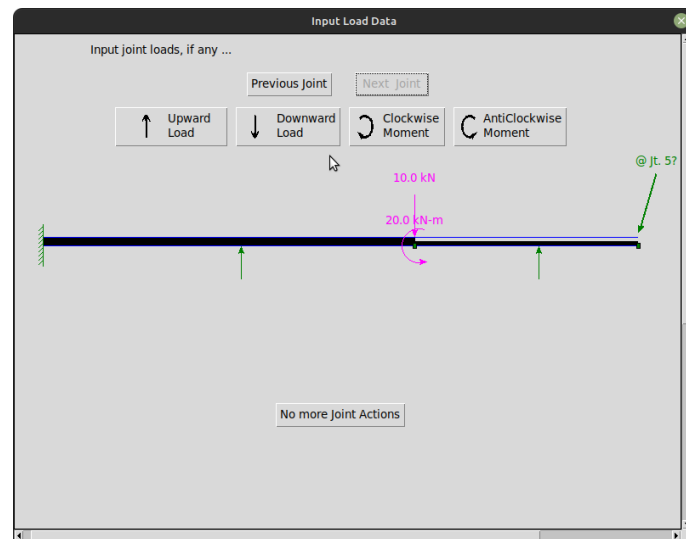 Input Load Data
Input joint loads, if any ...
Previous Joint
Next Joint
Upward
Load
Downward
Load
Clockwise
Moment
AntiClockwise
Moment
@ Jt. 5?
10.0 kN
20.0 kN-m
No more Joint Actions